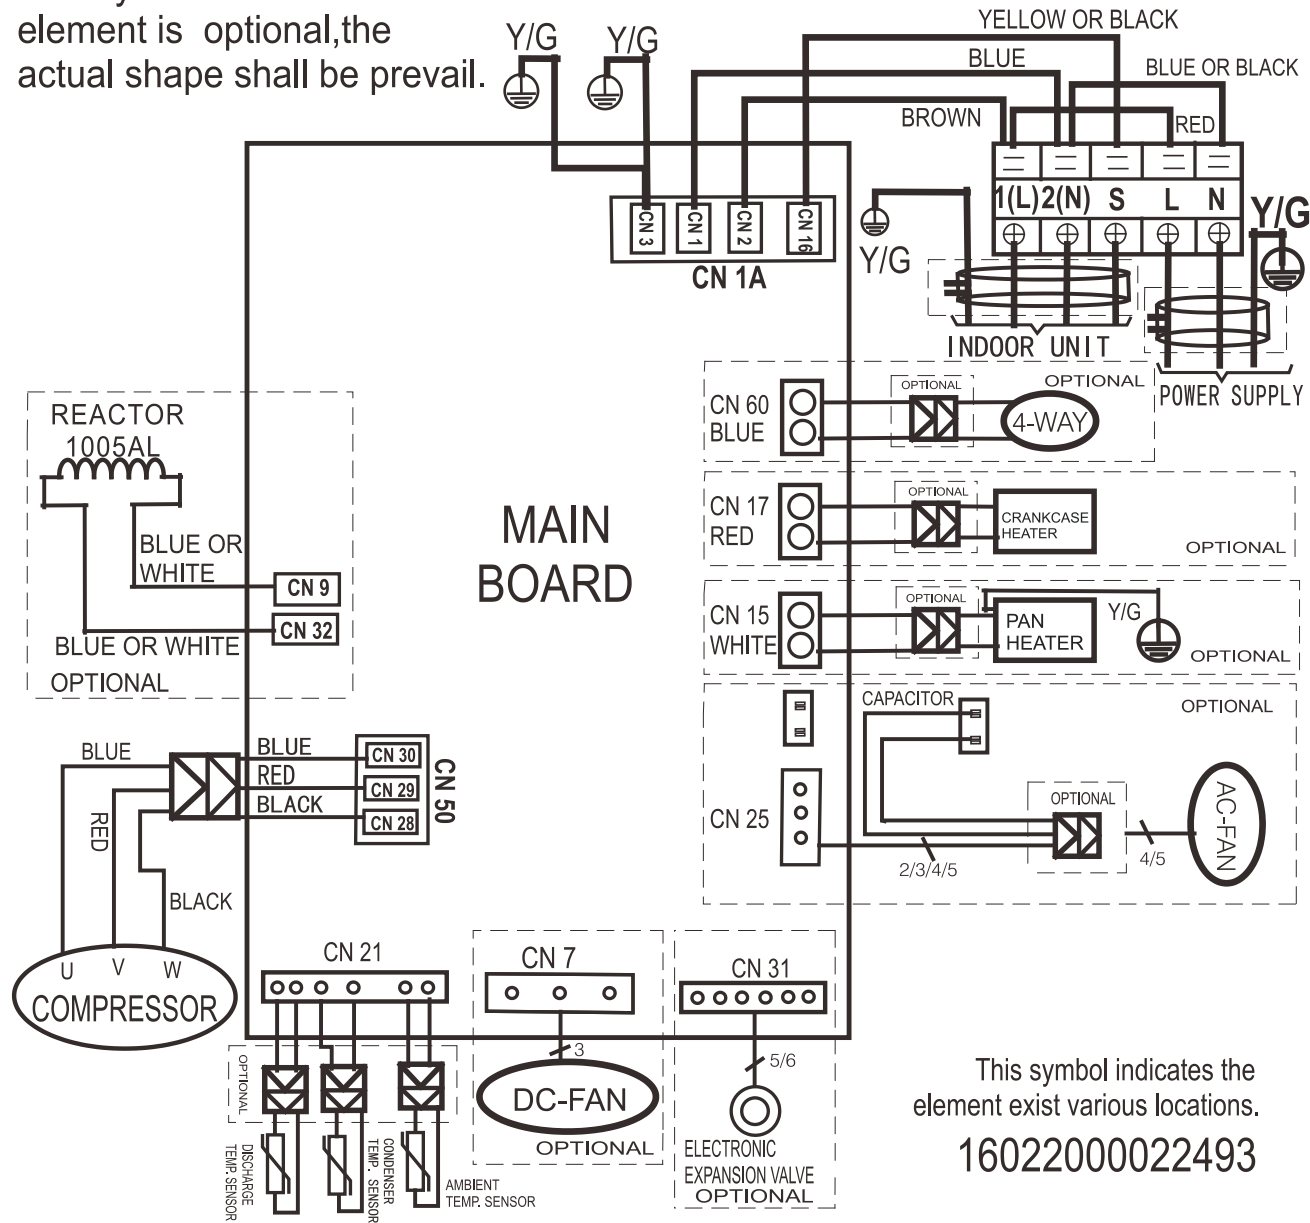 element is optional,the
actual shape shall be prevail.
Y/G
Y/G
YELLOW OR BLACK
BLUE
BLUE OR BLACK
BROWN
RED
1(L) 2(N) S L N
Y/G
Y/G
CN 3
CN 1
CN 2
CN 16
CN 1A
INDOOR UNIT
POWER SUPPLY
REACTOR
1005AL
BLUE OR
WHITE
CN 9
CN 32
BLUE OR WHITE
OPTIONAL
MAIN
BOARD
CN 60
BLUE
OPTIONAL
4-WAY
OPTIONAL
CN 17
RED
OPTIONAL
CRANKCASE
HEATER
OPTIONAL
CN 15
WHITE
OPTIONAL
PAN
HEATER
Y/G
OPTIONAL
CAPACITOR
OPTIONAL
CN 25
2/3/4/5
OPTIONAL
4/5
AC-FAN
BLUE
RED
BLACK
BLUE
RED
BLACK
CN 30
CN 29
CN 28
CN 50
U V W
COMPRESSOR
CN 21
OPTIONAL
DISCHARGE
TEMP. SENSOR
CONDENSER
TEMP. SENSOR
AMBIENT
TEMP. SENSOR
CN 7
3
DC-FAN
OPTIONAL
CN 31
5/6
ELECTRONIC
EXPANSION VALVE
OPTIONAL
This symbol indicates the
element exist various locations.
16022000022493